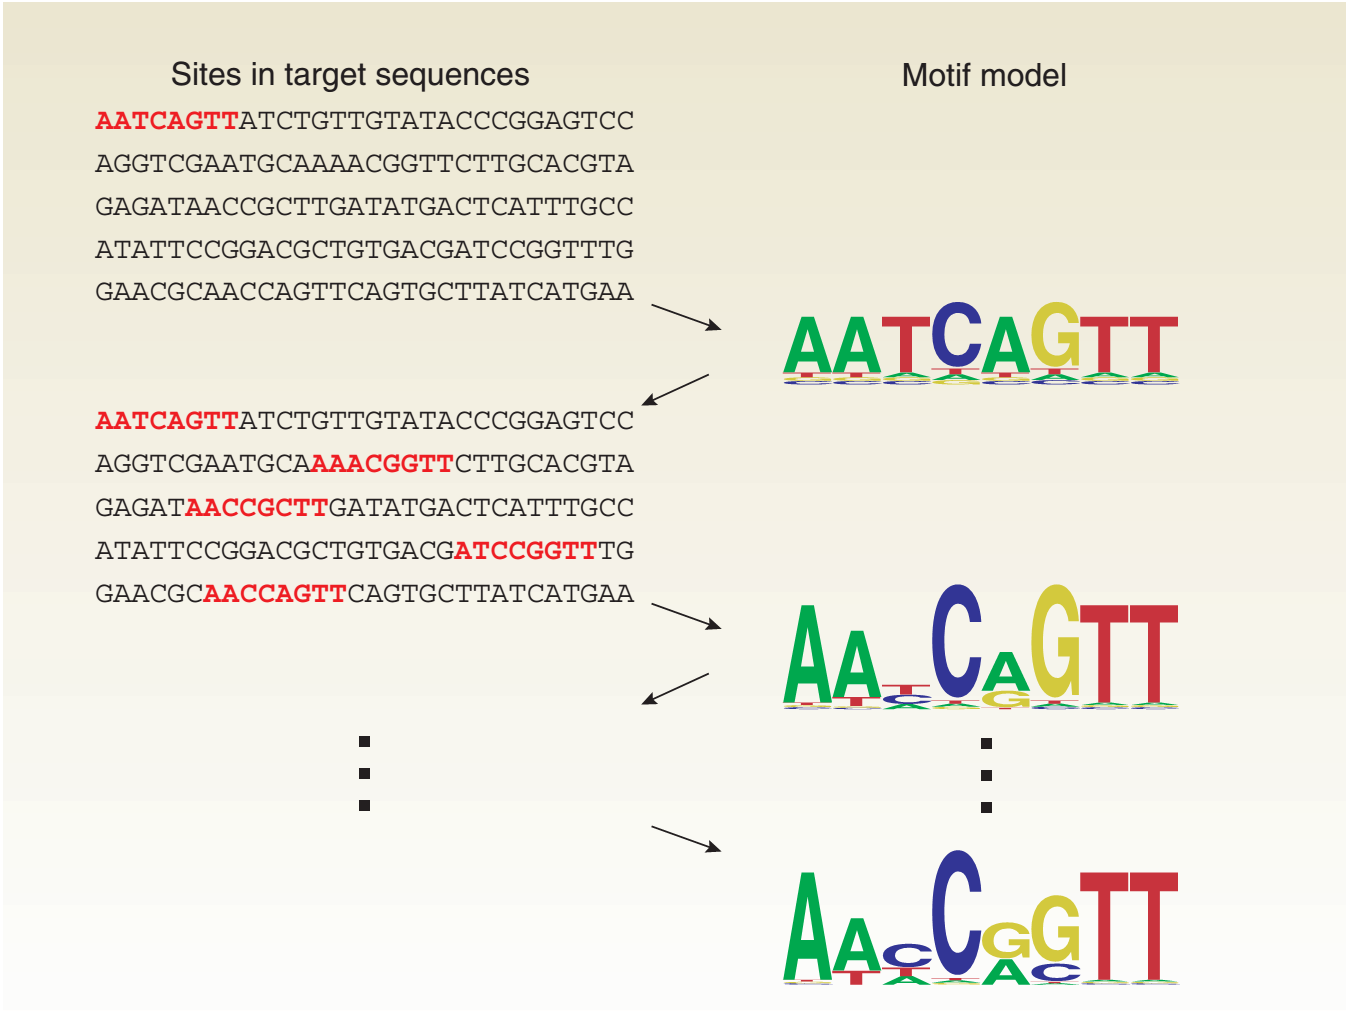 Sites in target sequences
Motif model
AATCAGTTATCTGTTGTATACCCGGAGTCC
AGGTCGAATGCAAAACGGTTCTTGCACGTA
GAGATAACCGCTTGATATGACTCATTTGCC
ATATTCCGGACGCTGTGACGATCCGGTTTG
GAACGCAACCAGTTCAGTGCTTATCATGAA
AATCAGTT
AATCAGTTATCTGTTGTATACCCGGAGTCC
AGGTCGAATGCAAAACGGTTCTTGCACGTA
GAGATAACCGCTTGATATGACTCATTTGCC
ATATTCCGGACGCTGTGACGATCCGGTTTG
GAACGCAACCAGTTCAGTGCTTATCATGAA
AATCAGTT
AACCGGTT